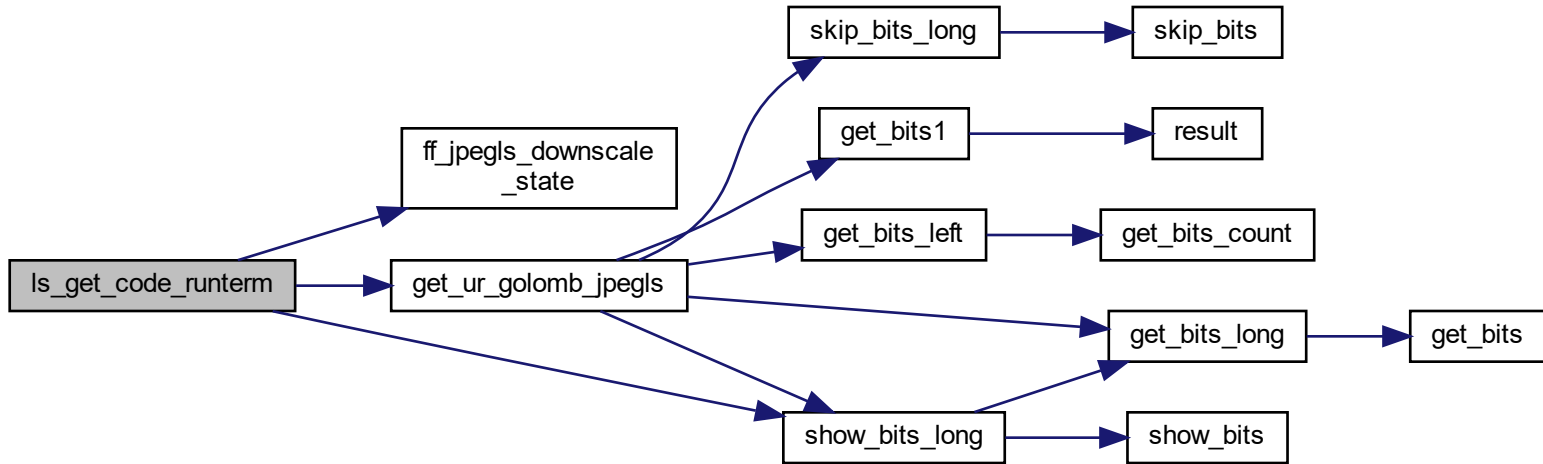 skip_bits_long
skip_bits
get_bits1
result
ff_jpegls_downscale
_state
get_bits_left
get_bits_count
ls_get_code_runterm
get_ur_golomb_jpegls
get_bits_long
get_bits
show_bits_long
show_bits